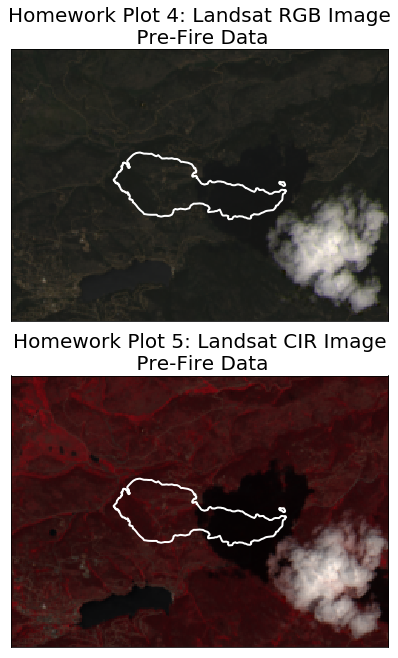 Homework Plot 4: Landsat RGB Image
Pre-Fire Data
Homework Plot 5: Landsat CIR Image
Pre-Fire Data